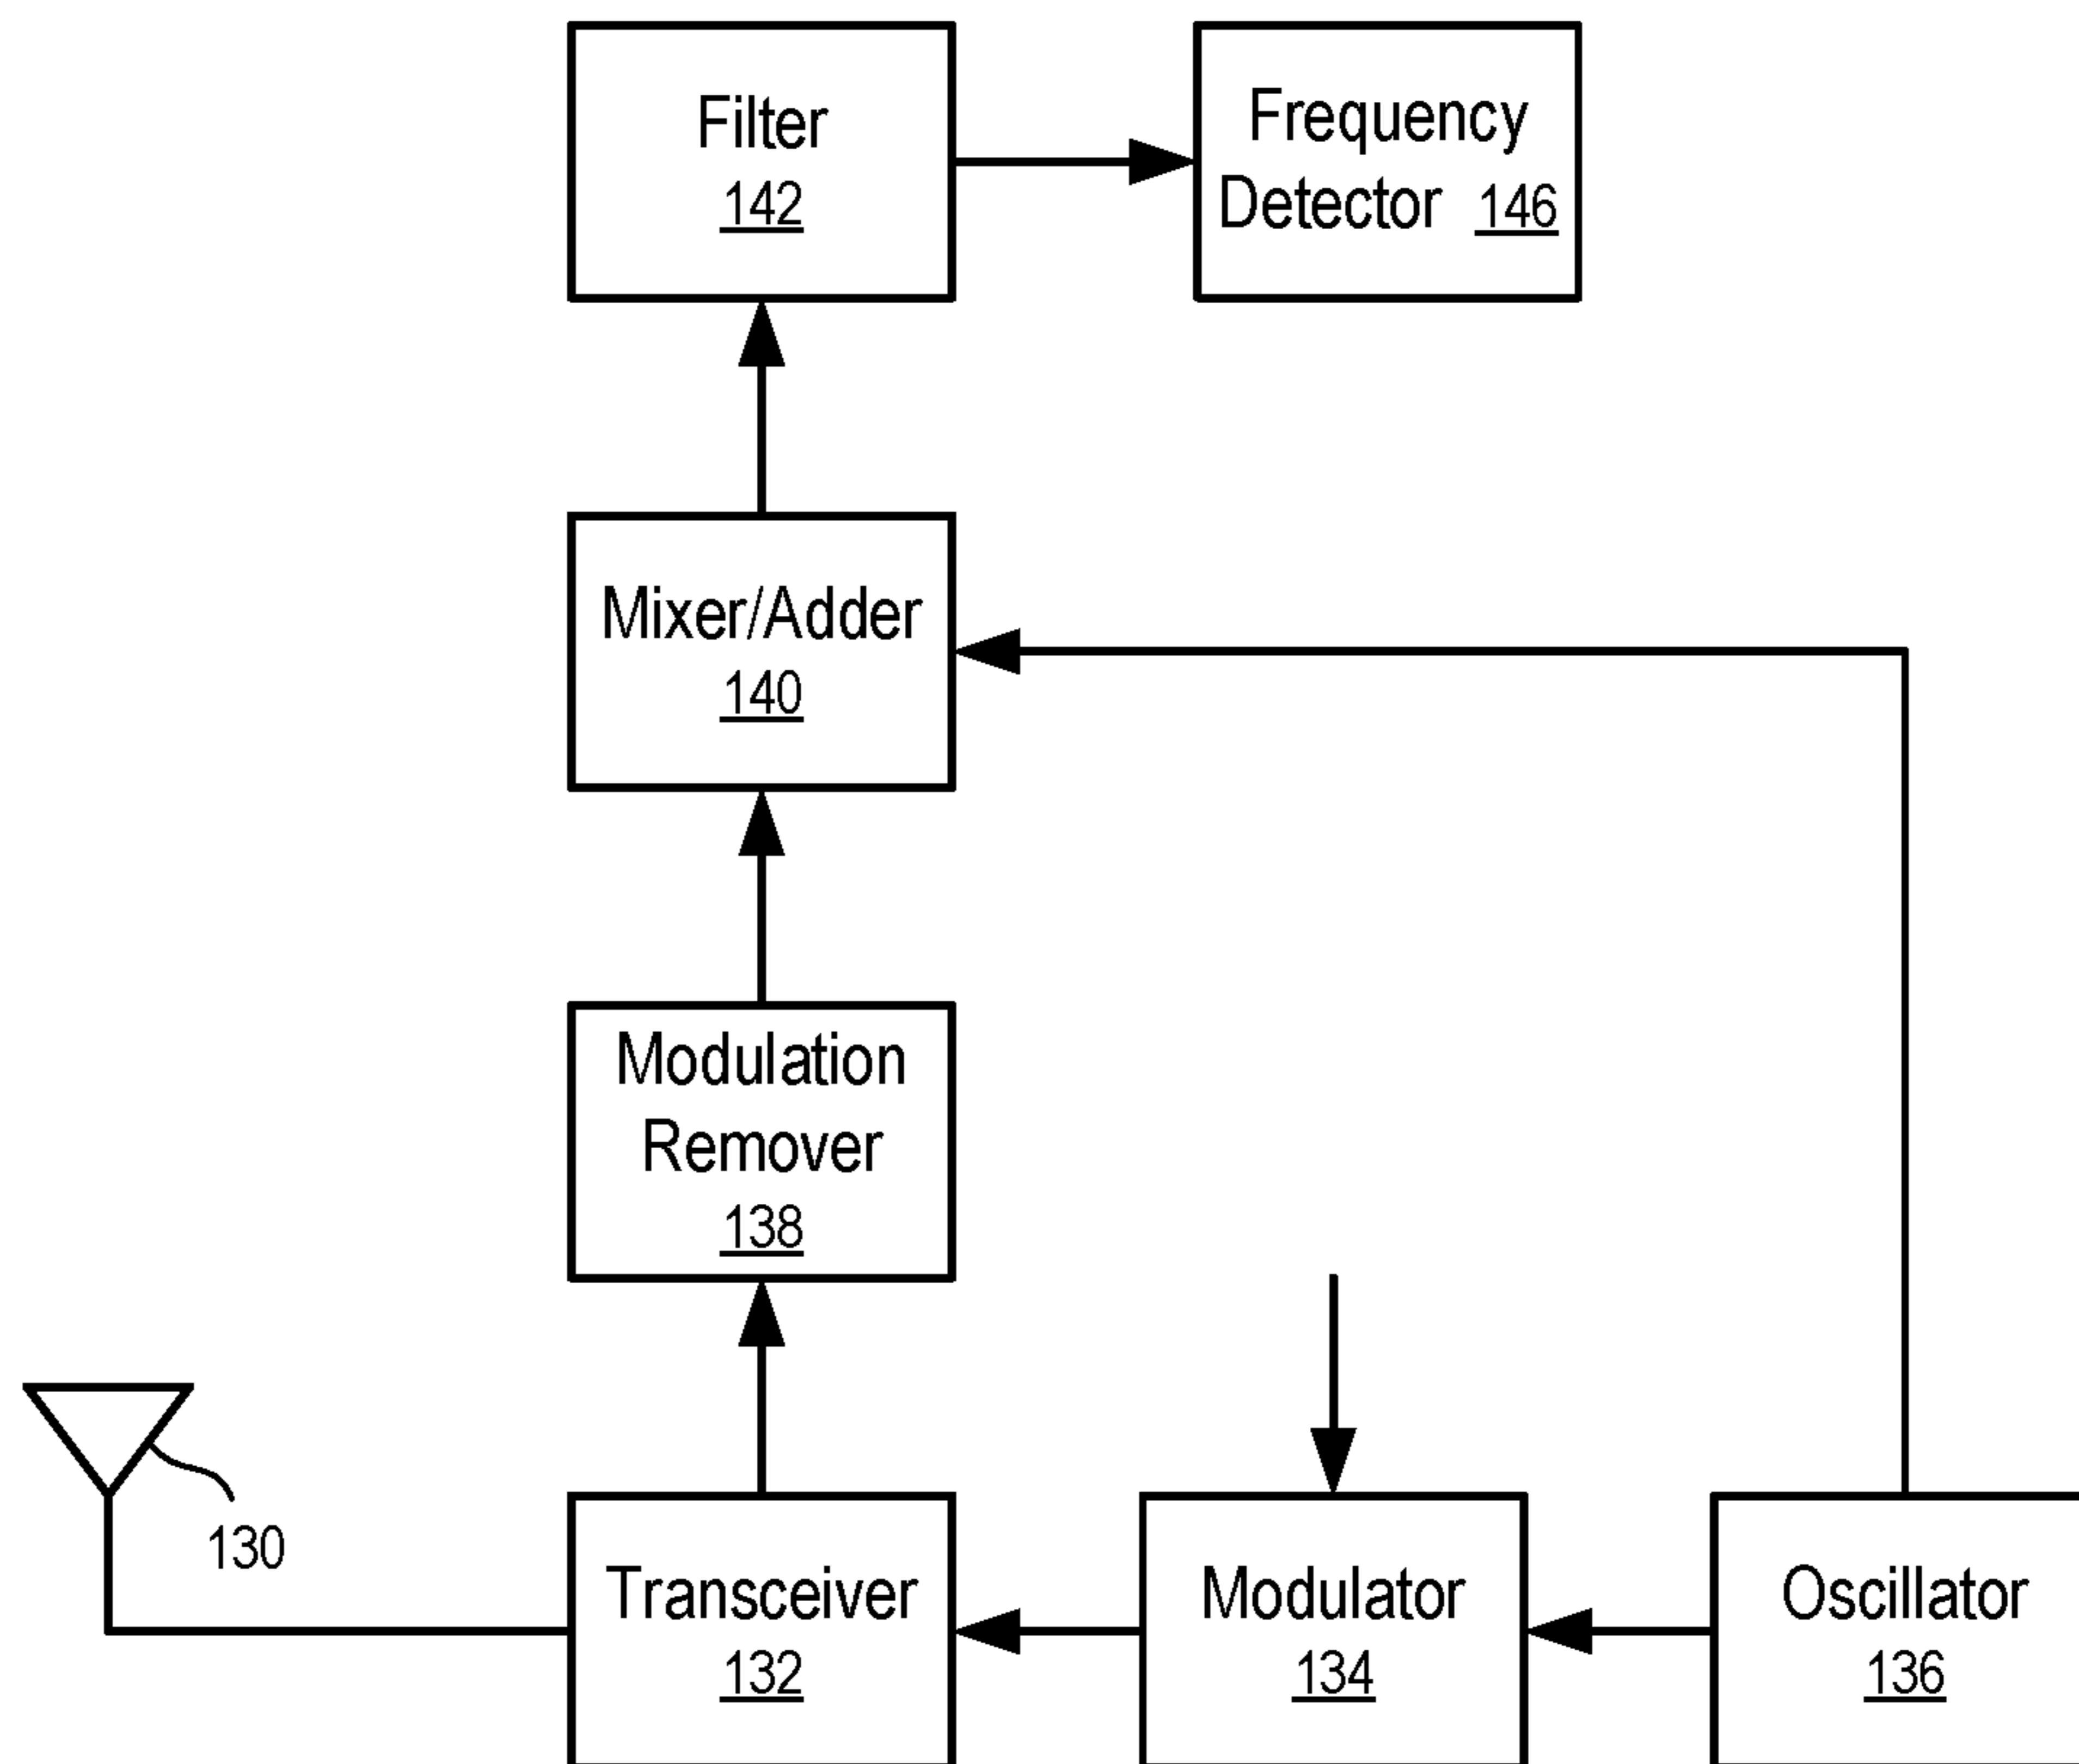 Filter
142
Frequency
Detector 146
Mixer/Adder
140
Modulation
Remover
138
130
Transceiver
132
Modulator
134
Oscillator
136